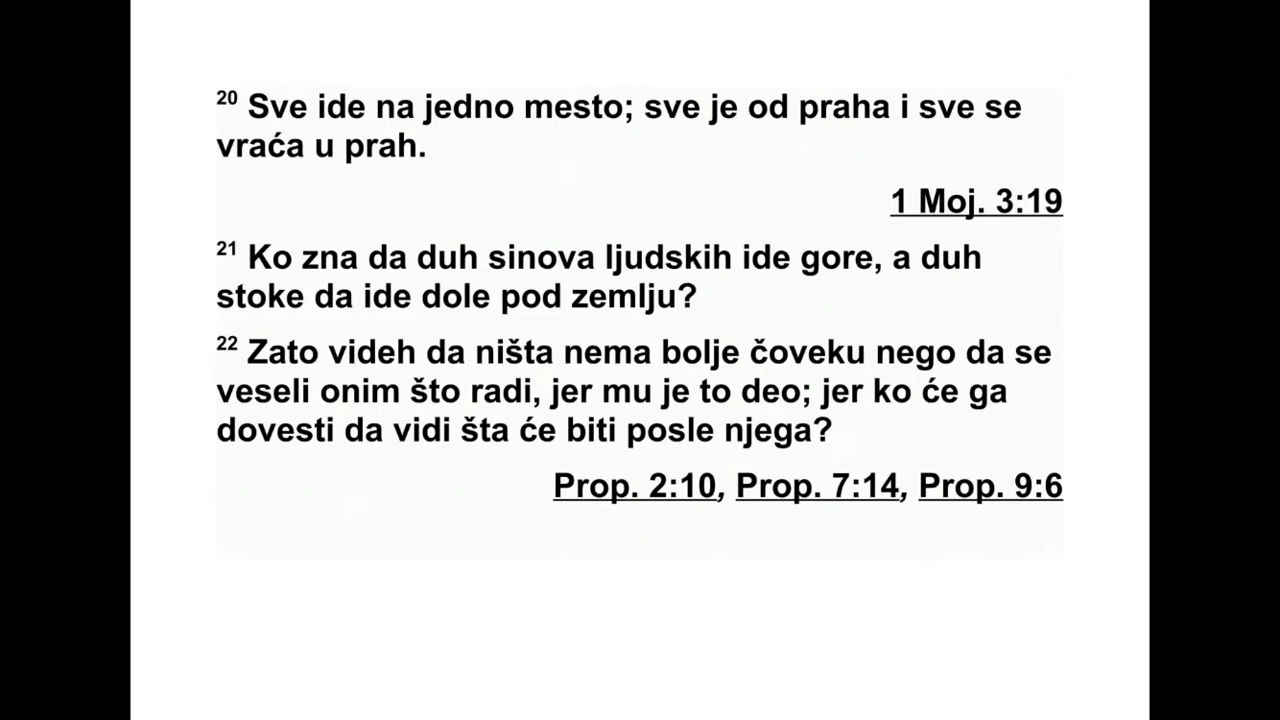 20 Sve ide na jedno mesto; sve je od praha i sve se
vraća u prah.
1 Moj. 3:19
21 Ko zna da duh sinova ljudskih ide gore, a duh
stoke da ide dole pod zemlju?
22 Zato videh da ništa nema bolje čoveku nego da se
veseli onim što radi, jer mu je to deo; jer ko će ga
dovesti da vidi šta će biti posle njega?
Prop. 2:10, Prop. 7:14, Prop. 9:6